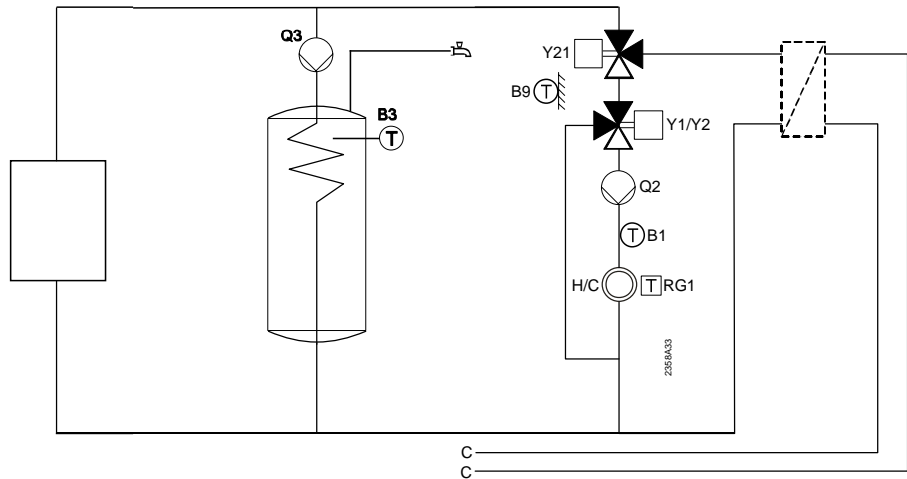 Q3
Y21
B9 T
B3
T
Y1/Y2
Q2
T B1
H/C T RG1
2358A33
C
C